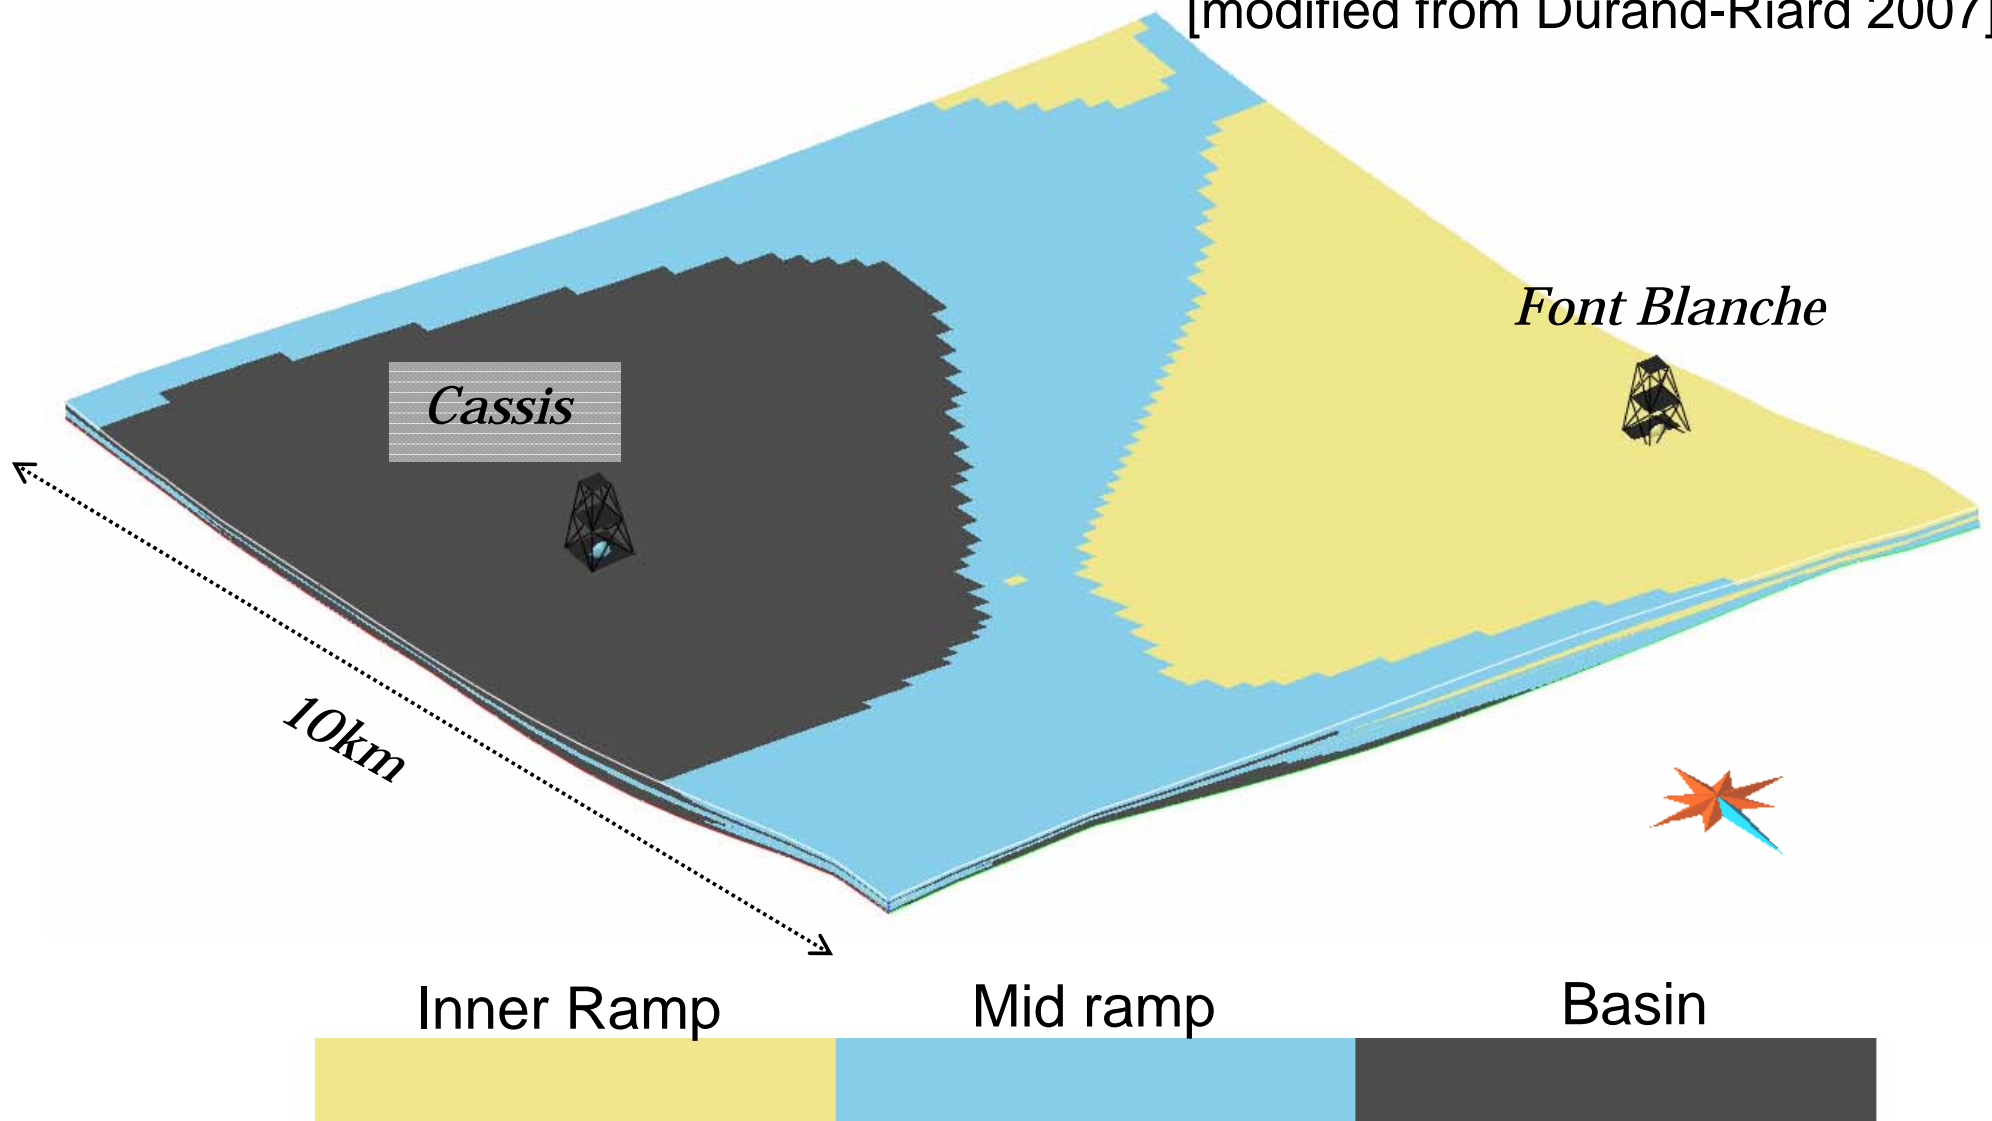 [modified from Durand-Riard 2007]
Font Blanche
Cassis
10km
Inner Ramp
Mid ramp
Basin